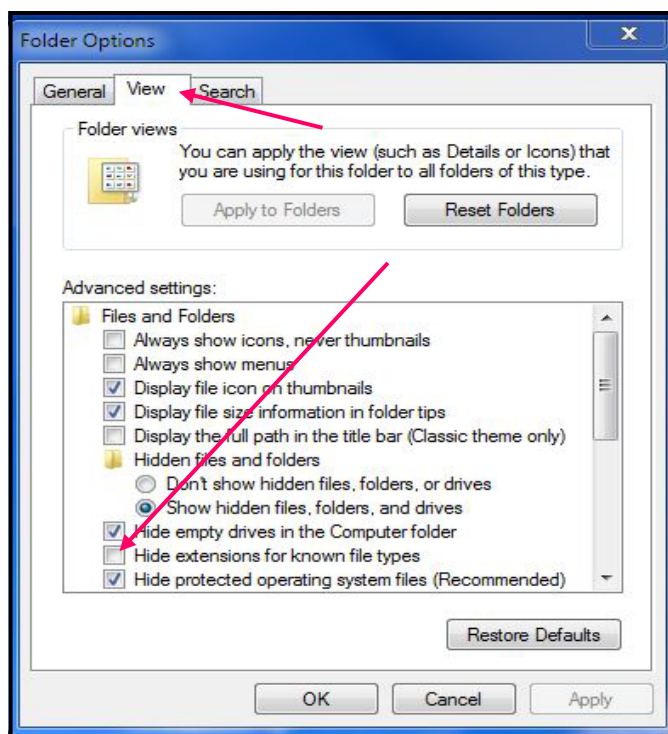 Folder Options
x
General View Search
Folder views
You can apply the view (such as Details or Icons) that
you are using for this folder to all folders of this type.
Apply to Folders Reset Folders
Advanced settings:
Files and Folders
Always show icons, never thumbnails
Always show menus
Display file icon on thumbnails
Display file size information in folder tips
Display the full path in the title bar (Classic theme only)
Hidden files and folders
Don't show hidden files, folders, or drives
Show hidden files, folders, and drives
Hide empty drives in the Computer folder
Hide extensions for known file types
Hide protected operating system files (Recommended)
Restore Defaults
OK Cancel Apply